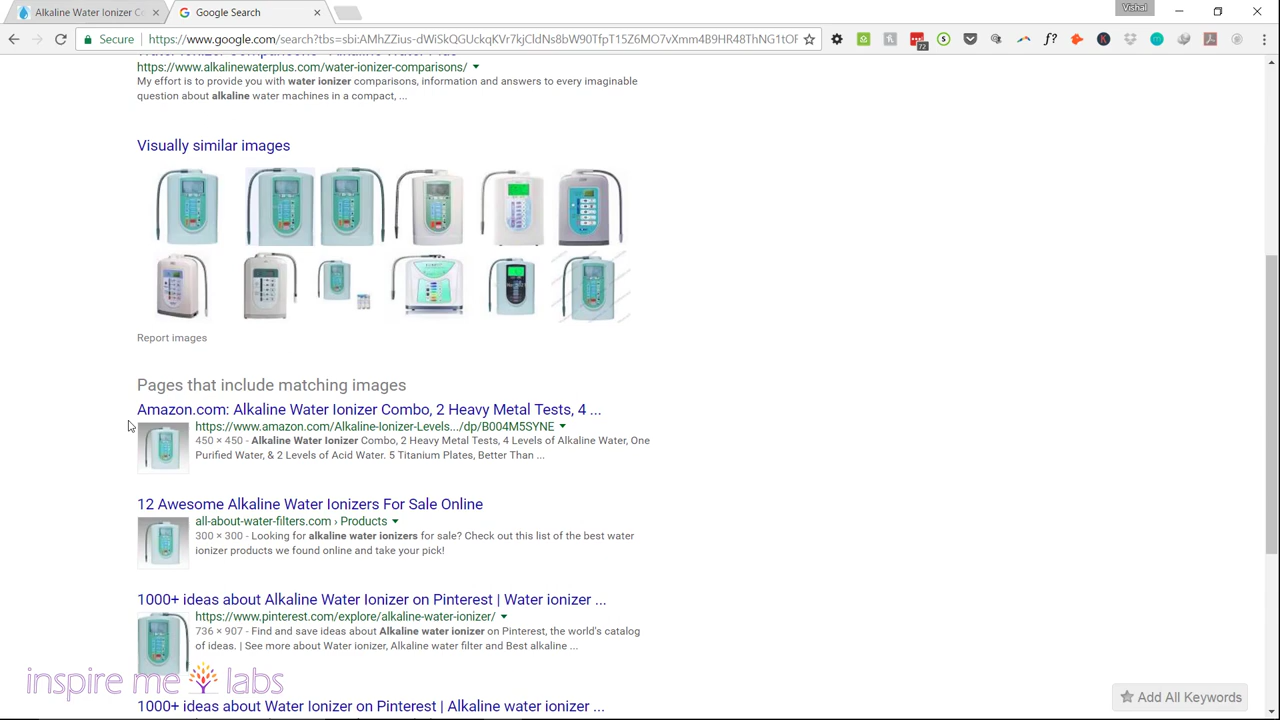 Alkaline Water Ionizer Co
Google Search
Vishal
Secure
https://www.google.com/search?tbs=sbi:AMhZZius-dWiSkQGUckqKVr7kjCldNs8bW90TfpT15Z6MO7vXmm4B9HR48ThNG1tOF
72
https://www.alkalinewaterplus.com/water-ionizer-comparisons/
My effort is to provide you with water ionizer comparisons, information and answers to every imaginable
question about alkaline water machines in a compact, ...
Visually similar images
Report images
Pages that include matching images
Amazon.com: Alkaline Water Ionizer Combo, 2 Heavy Metal Tests, 4 ...
https://www.amazon.com/Alkaline-Ionizer-Levels.../dp/B004M5SYNE
450 × 450 - Alkaline Water Ionizer Combo, 2 Heavy Metal Tests, 4 Levels of Alkaline Water, One
Purified Water, & 2 Levels of Acid Water. 5 Titanium Plates, Better Than ...
12 Awesome Alkaline Water Ionizers For Sale Online
all-about-water-filters.com › Products
300 × 300 - Looking for alkaline water ionizers for sale? Check out this list of the best water
ionizer products we found online and take your pick!
1000+ ideas about Alkaline Water Ionizer on Pinterest | Water ionizer ...
https://www.pinterest.com/explore/alkaline-water-ionizer/
736 × 907 - Find and save ideas about Alkaline water ionizer on Pinterest, the world's catalog
of ideas. | See more about Water ionizer, Alkaline water filter and Best alkaline ...
inspire me labs
Add All Keywords
1000+ ideas about Water Ionizer on Pinterest | Alkaline water ionizer ...